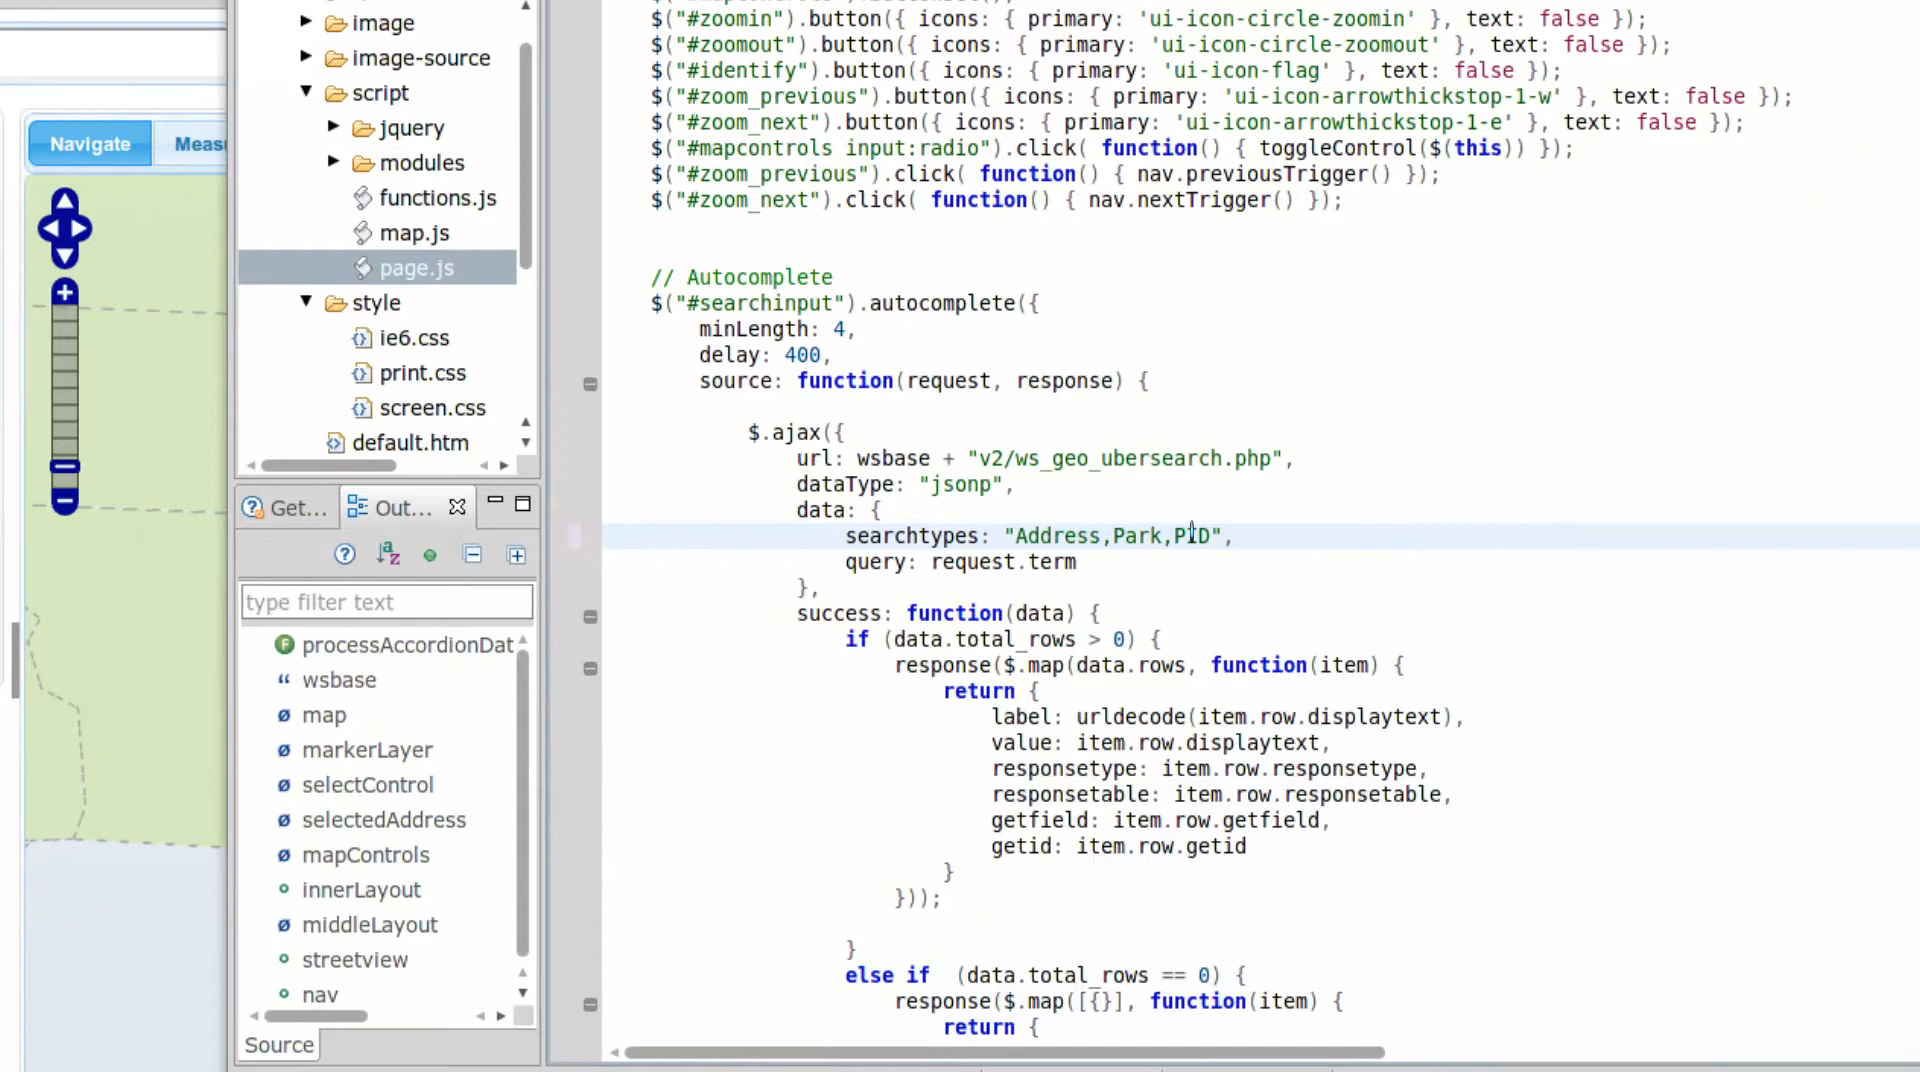 Navigate
Measu
image
image-source
script
jquery
modules
functions.js
map.js
page.js
style
ie6.css
print.css
screen.css
default.htm
Get...
Out...
type filter text
processAccordionDat
wsbase
map
markerLayer
selectControl
selectedAddress
mapControls
innerLayout
middleLayout
streetview
nav
Source
$("#zoomin").button({ icons: { primary: 'ui-icon-circle-zoomin' }, text: false });
$("#zoomout").button({ icons: { primary: 'ui-icon-circle-zoomout' }, text: false });
$("#identify").button({ icons: { primary: 'ui-icon-flag' }, text: false });
$("#zoom_previous").button({ icons: { primary: 'ui-icon-arrowthickstop-1-w' }, text: false });
$("#zoom_next").button({ icons: { primary: 'ui-icon-arrowthickstop-1-e' }, text: false });
$("#mapcontrols input:radio").click( function() { toggleControl($(this)) });
$("#zoom_previous").click( function() { nav.previousTrigger() });
$("#zoom_next").click( function() { nav.nextTrigger() });
// Autocomplete
$("#searchinput").autocomplete({
minLength: 4,
delay: 400,
source: function(request, response) {
$.ajax({
url: wsbase + "v2/ws_geo_ubersearch.php",
dataType: "jsonp",
data: {
searchtypes: "Address,Park,PID",
query: request.term
},
success: function(data) {
if (data.total_rows > 0) {
response($.map(data.rows, function(item) {
return {
label: urldecode(item.row.displaytext),
value: item.row.displaytext,
responsetype: item.row.responsetype,
responsetable: item.row.responsetable,
getfield: item.row.getfield,
getid: item.row.getid
}
}));
}
else if  (data.total_rows == 0) {
response($.map([{}], function(item) {
return {